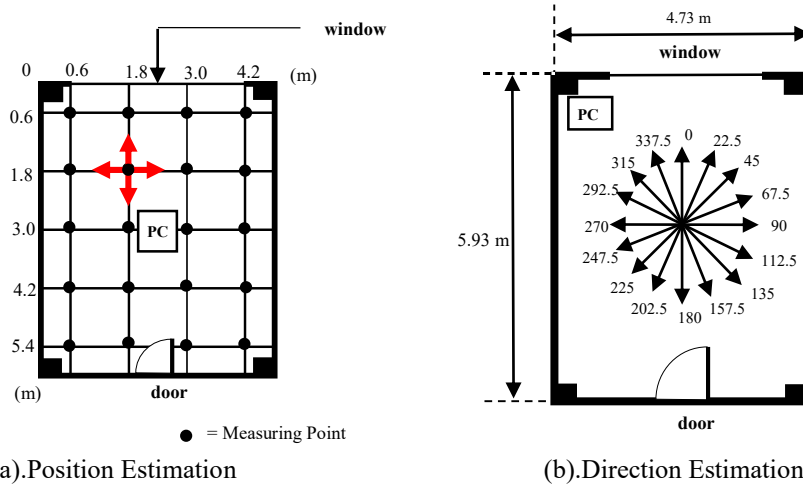 window
0 0.6 1.8 3.0 4.2 (m)
0.6
1.8
3.0
4.2
5.4
(m)
PC
door
= Measuring Point
a).Position Estimation
4.73 m
window
PC
5.93 m
0
22.5
45
67.5
90
112.5
135
157.5
180
202.5
225
247.5
270
292.5
315
337.5
door
(b).Direction Estimation